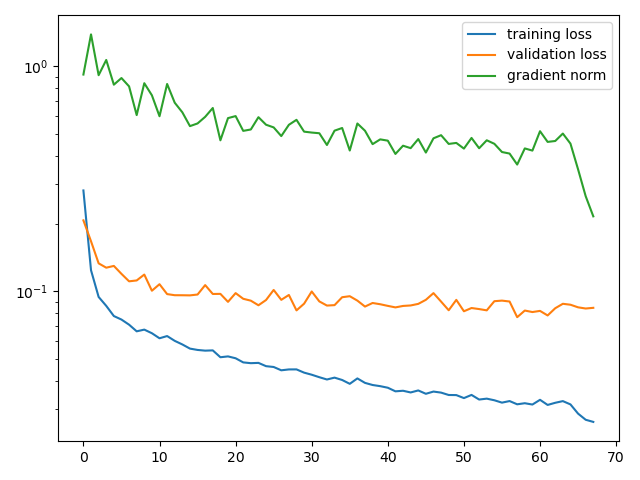 training loss
validation loss
gradient norm
10⁰
10⁻¹
0 10 20 30 40 50 60 70